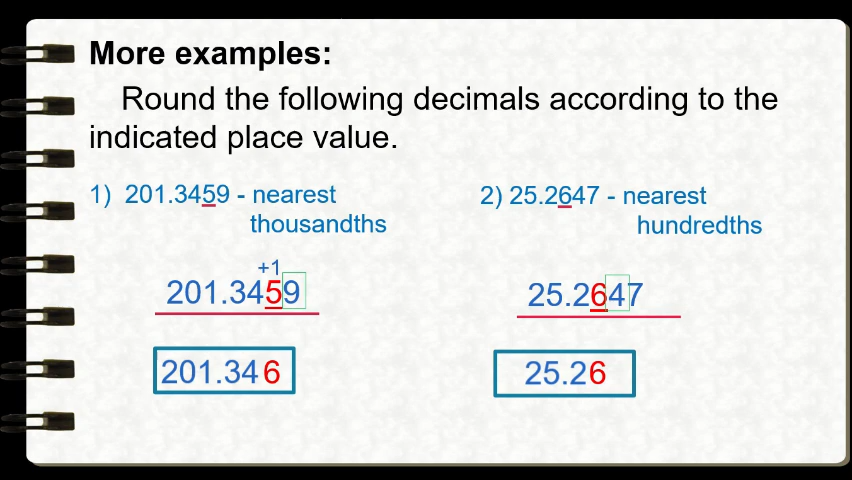 More examples:
Round the following decimals according to the
indicated place value.
1) 201.3459 - nearest
thousandths
2) 25.2647 - nearest
hundredths
+1
201.3459
25.2647
201.346
25.26